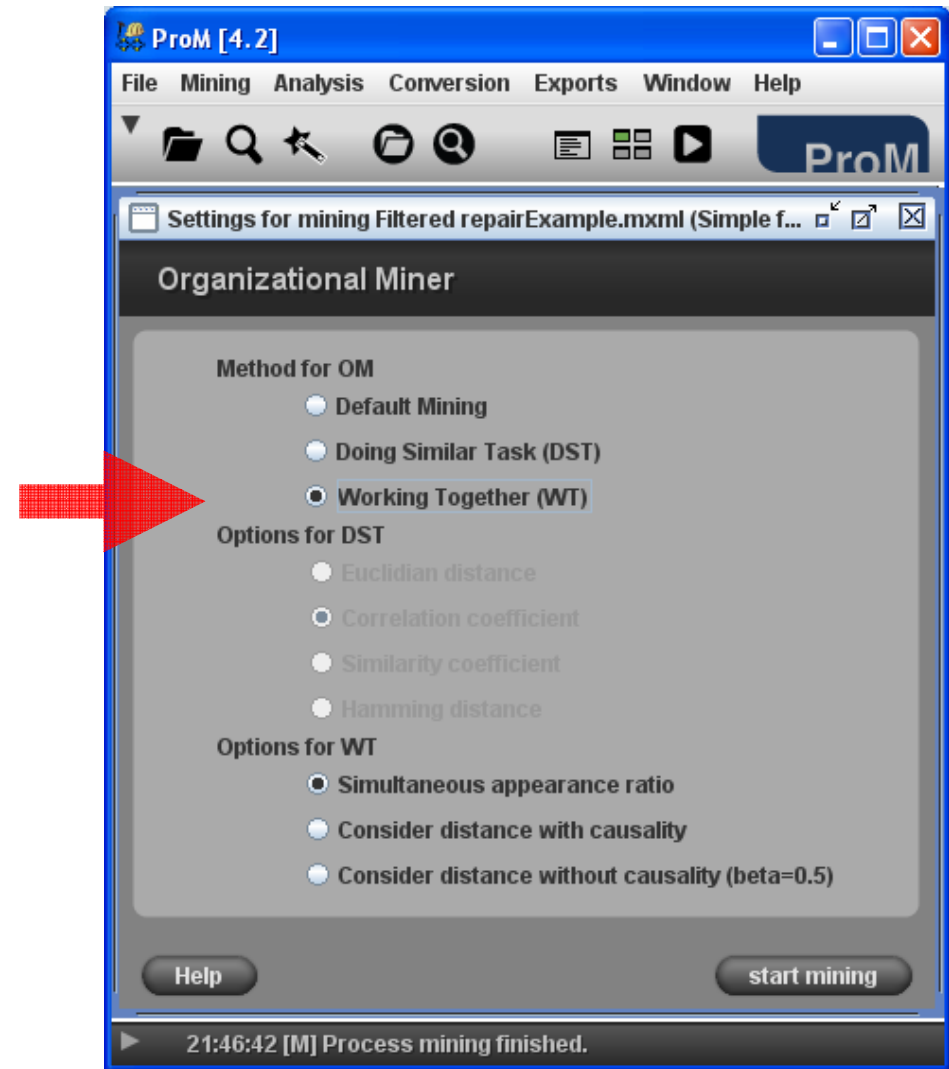 ProM [4.2]
File Mining Analysis Conversion Exports Window Help
ProM
Settings for mining Filtered repairExample.mxml (Simple f...
Organizational Miner
Method for OM
Default Mining
Doing Similar Task (DST)
Working Together (WT)
Options for DST
Euclidian distance
Correlation coefficient
Similarity coefficient
Hamming distance
Options for WT
Simultaneous appearance ratio
Consider distance with causality
Consider distance without causality (beta=0.5)
Help start mining
21:46:42 [M] Process mining finished.